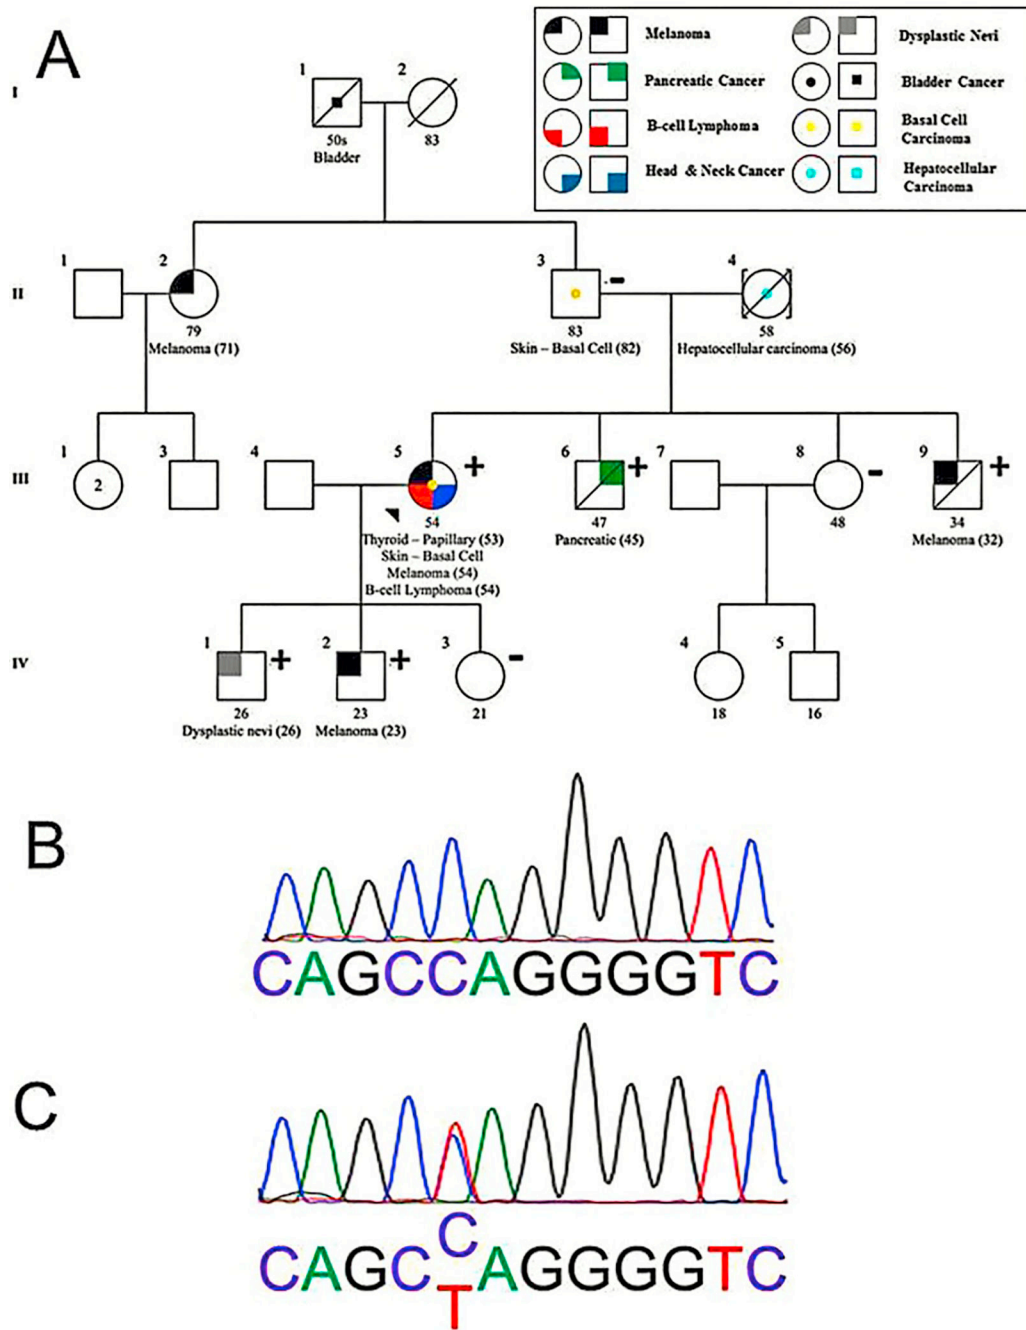 A
Melanoma
Dysplastic Nevi
Pancreatic Cancer
Bladder Cancer
B-cell Lymphoma
Basal Cell
Carcinoma
Head & Neck Cancer
Hepatocellular
Carcinoma
I
1
2
50s
Bladder
83
II
1
2
3
-
4
79
Melanoma (71)
83
Skin – Basal Cell (82)
58
Hepatocellular carcinoma (56)
III
1
2
3
4
5
+
6
+
7
8
-
9
+
54
Thyroid – Papillary (53)
Skin – Basal Cell
Melanoma (54)
B-cell Lymphoma (54)
47
Pancreatic (45)
48
34
Melanoma (32)
IV
1
+
2
+
3
-
4
5
26
Dysplastic nevi (26)
23
Melanoma (23)
21
18
16
B
CAGCCAGGGGTC
C
C
CAGC AGGGGTC
T